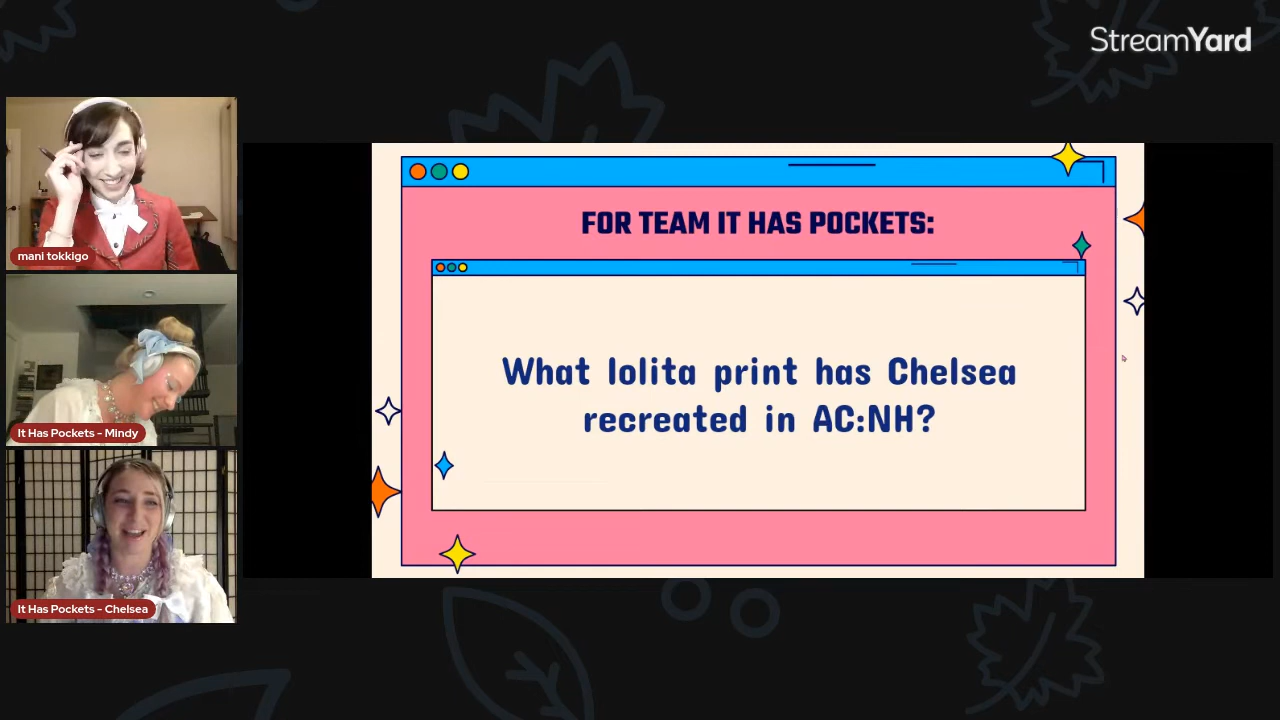 StreamYard
mani tokkigo
It Has Pockets - Mindy
It Has Pockets - Chelsea
FOR TEAM IT HAS POCKETS:
What lolita print has Chelsea
recreated in AC:NH?